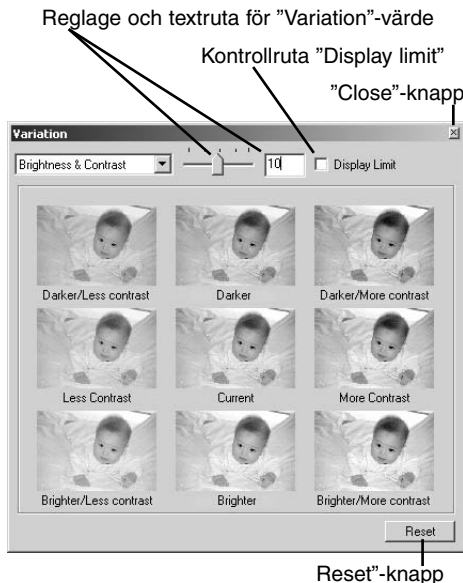 Reglage och textruta för ”Variation”-värde
Kontrollruta ”Display limit”
”Close”-knapp
Variation
Brightness & Contrast 10 Display Limit
Darker/Less contrast Darker Darker/More contrast
Less Contrast Current More Contrast
Brighter/Less contrast Brighter Brighter/More contrast
Reset
Reset”-knapp